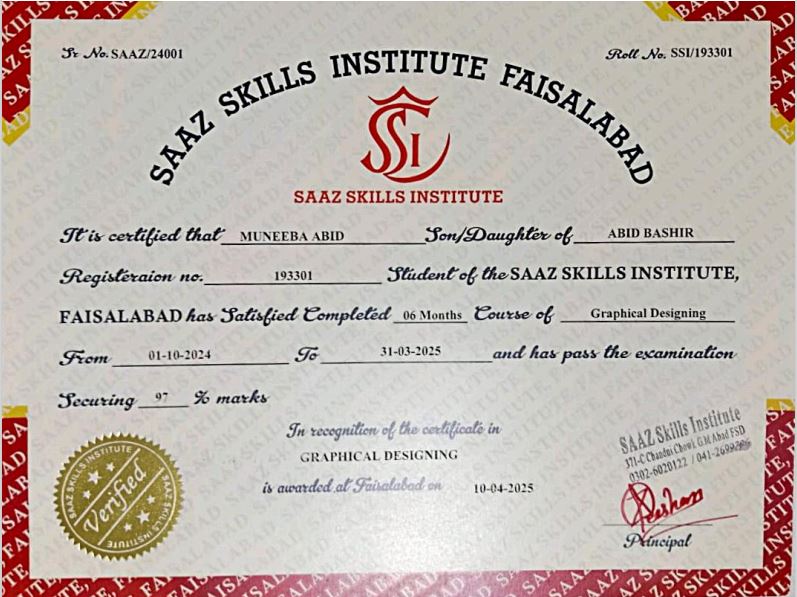 Sr No. SAAZ/24001
Roll No. SSI/193301
SAAZ SKILLS INSTITUTE FAISALABAD
SSI
SAAZ SKILLS INSTITUTE
It is certified that MUNEEBA ABID Son/Daughter of ABID BASHIR
Registeraion no. 193301 Student of the SAAZ SKILLS INSTITUTE,
FAISALABAD has Satisfied Completed 06 Months Course of Graphical Designing
From 01-10-2024 To 31-03-2025 and has pass the examination
Securing 97 % marks
In recognition of the certificate in
GRAPHICAL DESIGNING
is awarded at Faisalabad on 10-04-2025
SAAZ SKILLS INSTITUTE
Verified
SAAZ SKILLS INSTITUTE
SAAZ Skills Institute
371-C Chandni Chowk G.M Abad FSD
0302-6020122 / 041-
Principal